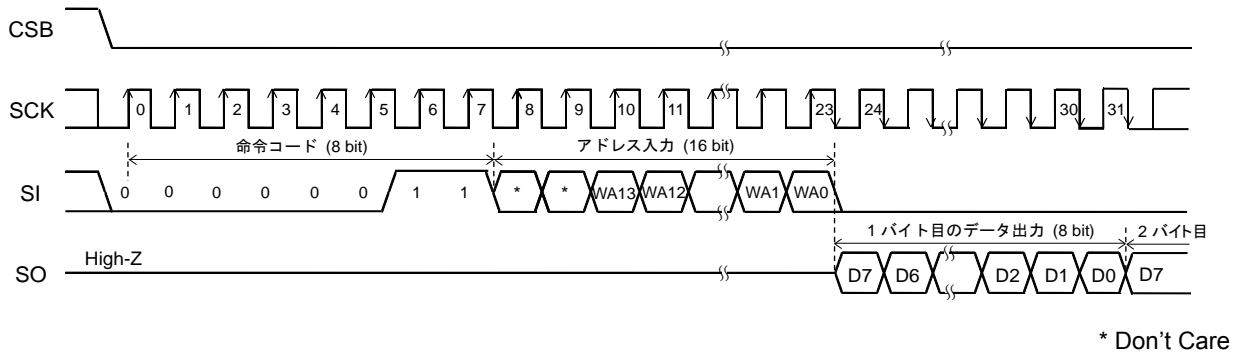 CSB
SCK 0 1 2 3 4 5 6 7 8 9 10 11 23 24 30 31
命令コード (8 bit) アドレス入力 (16 bit)
SI 0 0 0 0 0 0 1 1 * * WA13 WA12 WA1 WA0
1 バイト目のデータ出力 (8 bit) 2 バイト目
High-Z
SO D7 D6 D2 D1 D0 D7
* Don't Care